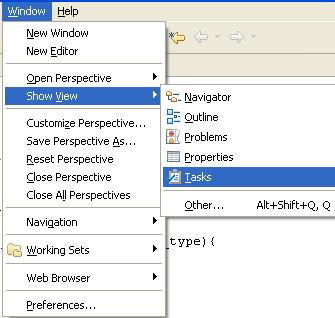 Window Help
New Window
New Editor
Open Perspective
Show View
Customize Perspective...
Save Perspective As...
Reset Perspective
Close Perspective
Close All Perspectives
Navigation
Working Sets
Web Browser
Preferences...
Navigator
Outline
Problems
Properties
Tasks
Other... Alt+Shift+Q, Q
_type){